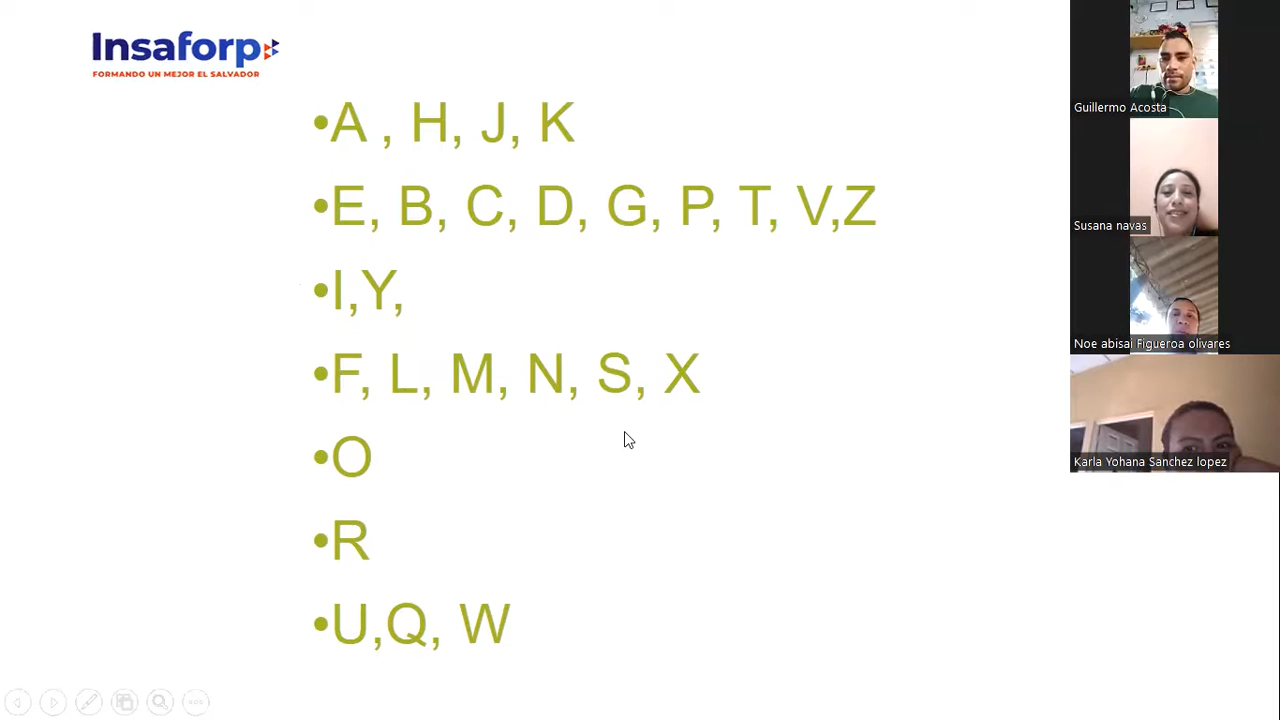 Insaforp
FORMANDO UN MEJOR EL SALVADOR
•A , H, J, K
•E, B, C, D, G, P, T, V,Z
•I,Y,
•F, L, M, N, S, X
•O
•R
•U,Q, W
Guillermo Acosta
Susana navas
Noe abisai Figueroa olivares
Karla Yohana Sanchez lopez